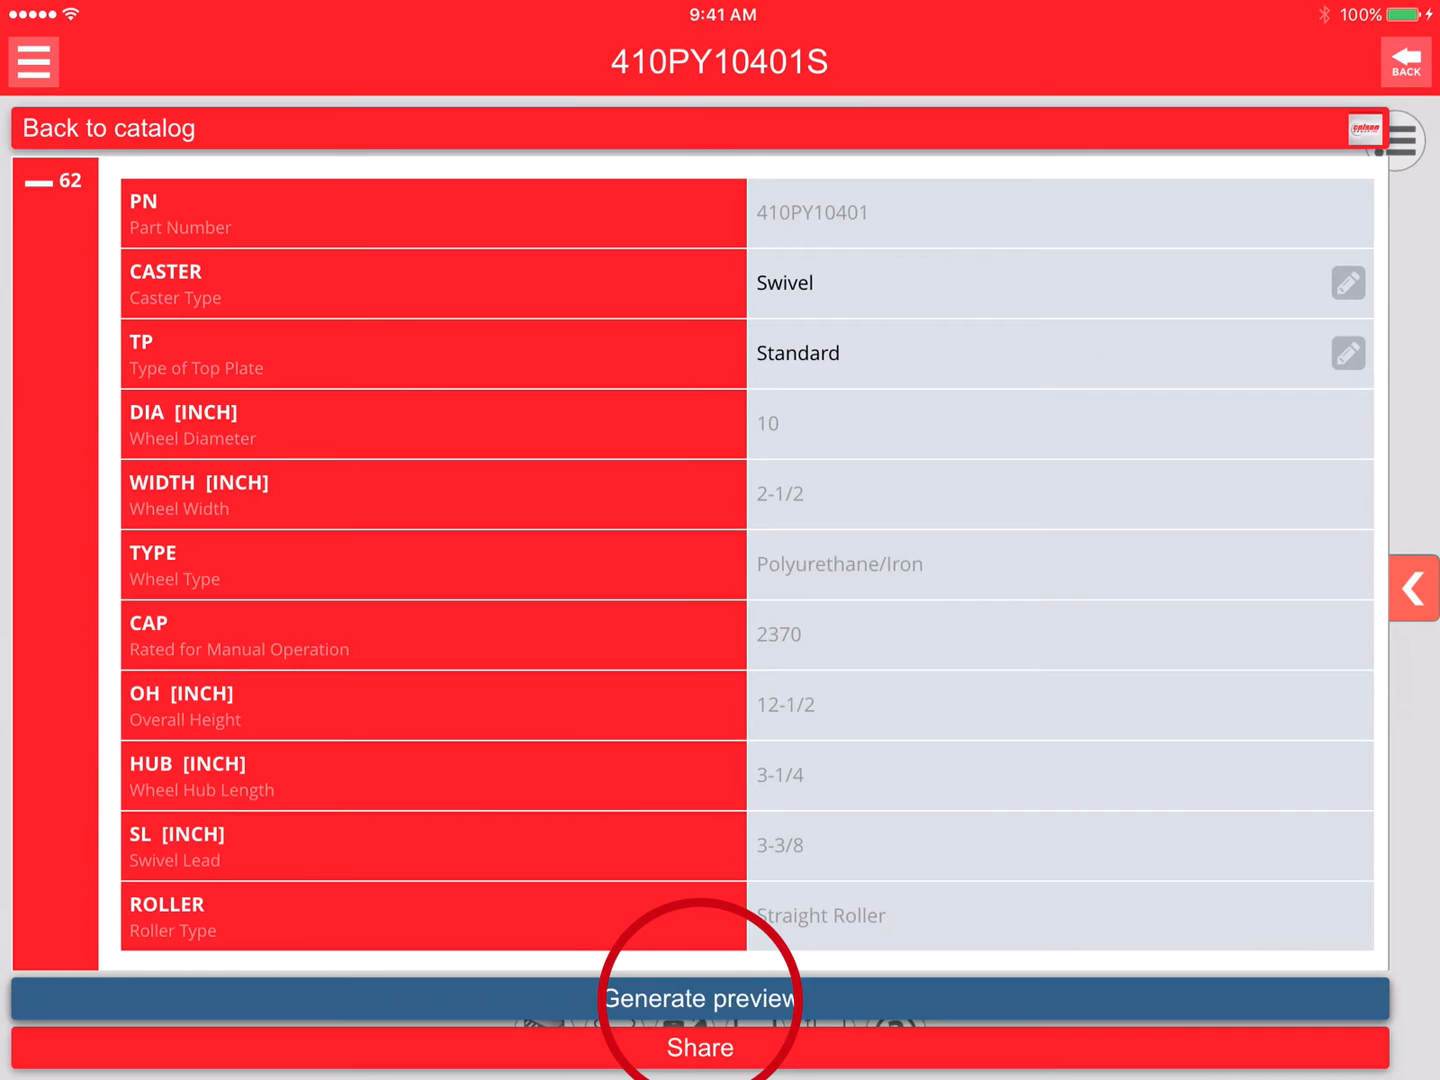 9:41 AM
100%
410PY10401S
BACK
Back to catalog
colson
62
PN
Part Number
410PY10401
CASTER
Caster Type
Swivel
TP
Type of Top Plate
Standard
DIA [INCH]
Wheel Diameter
10
WIDTH [INCH]
Wheel Width
2-1/2
TYPE
Wheel Type
Polyurethane/Iron
CAP
Rated for Manual Operation
2370
OH [INCH]
Overall Height
12-1/2
HUB [INCH]
Wheel Hub Length
3-1/4
SL [INCH]
Swivel Lead
3-3/8
ROLLER
Roller Type
Straight Roller
Generate preview
Share